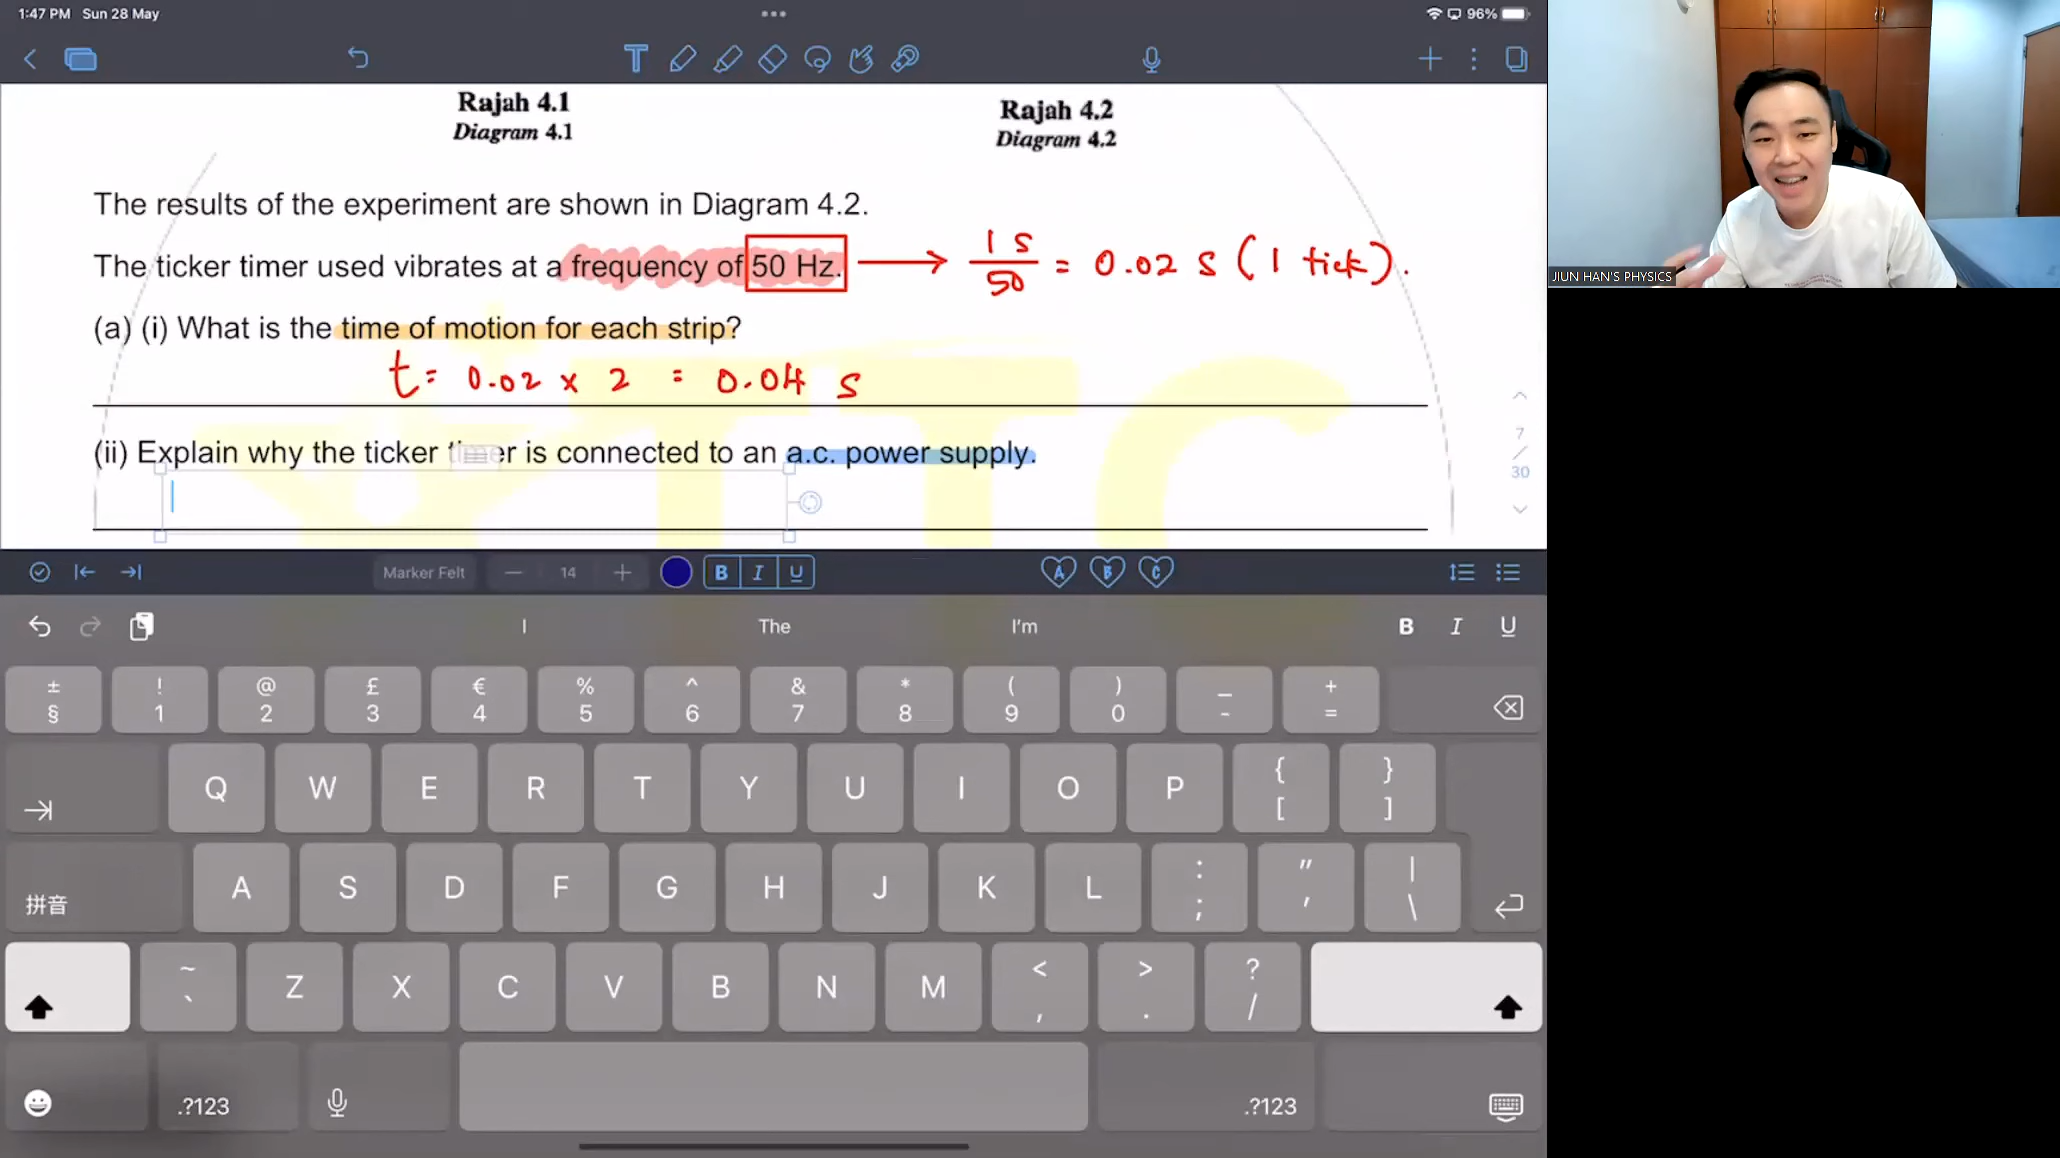 1:47 PM Sun 28 May
96%
Rajah 4.1
Diagram 4.1
Rajah 4.2
Diagram 4.2
The results of the experiment are shown in Diagram 4.2.
The ticker timer used vibrates at a frequency of 50 Hz. → 1 s / 50 = 0.02 s (1 tick).
(a) (i) What is the time of motion for each strip?
t = 0.02 x 2 = 0.04 s
(ii) Explain why the ticker timer is connected to an a.c. power supply.
TTC
7
/
30
JIUN HAN'S PHYSICS
Marker Felt — 14 + B I U A B C
I The I'm B I U
± ! @ £ € % ^ & * ( ) _ +
§ 1 2 3 4 5 6 7 8 9 0 - =
Q W E R T Y U I O P { [ } ]
拼音 A S D F G H J K L : ; " ' | \
~ ` Z X C V B N M < , > . ? /
.?123 .?123